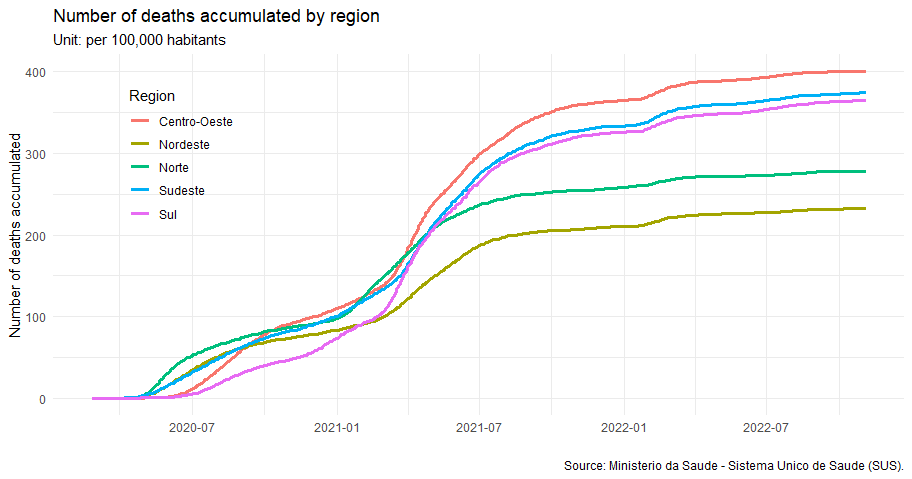 Number of deaths accumulated by region
Unit: per 100,000 habitants
Number of deaths accumulated
400
300
200
100
0
Region
Centro-Oeste
Nordeste
Norte
Sudeste
Sul
2020-07
2021-01
2021-07
2022-01
2022-07
Source: Ministerio da Saude - Sistema Unico de Saude (SUS).